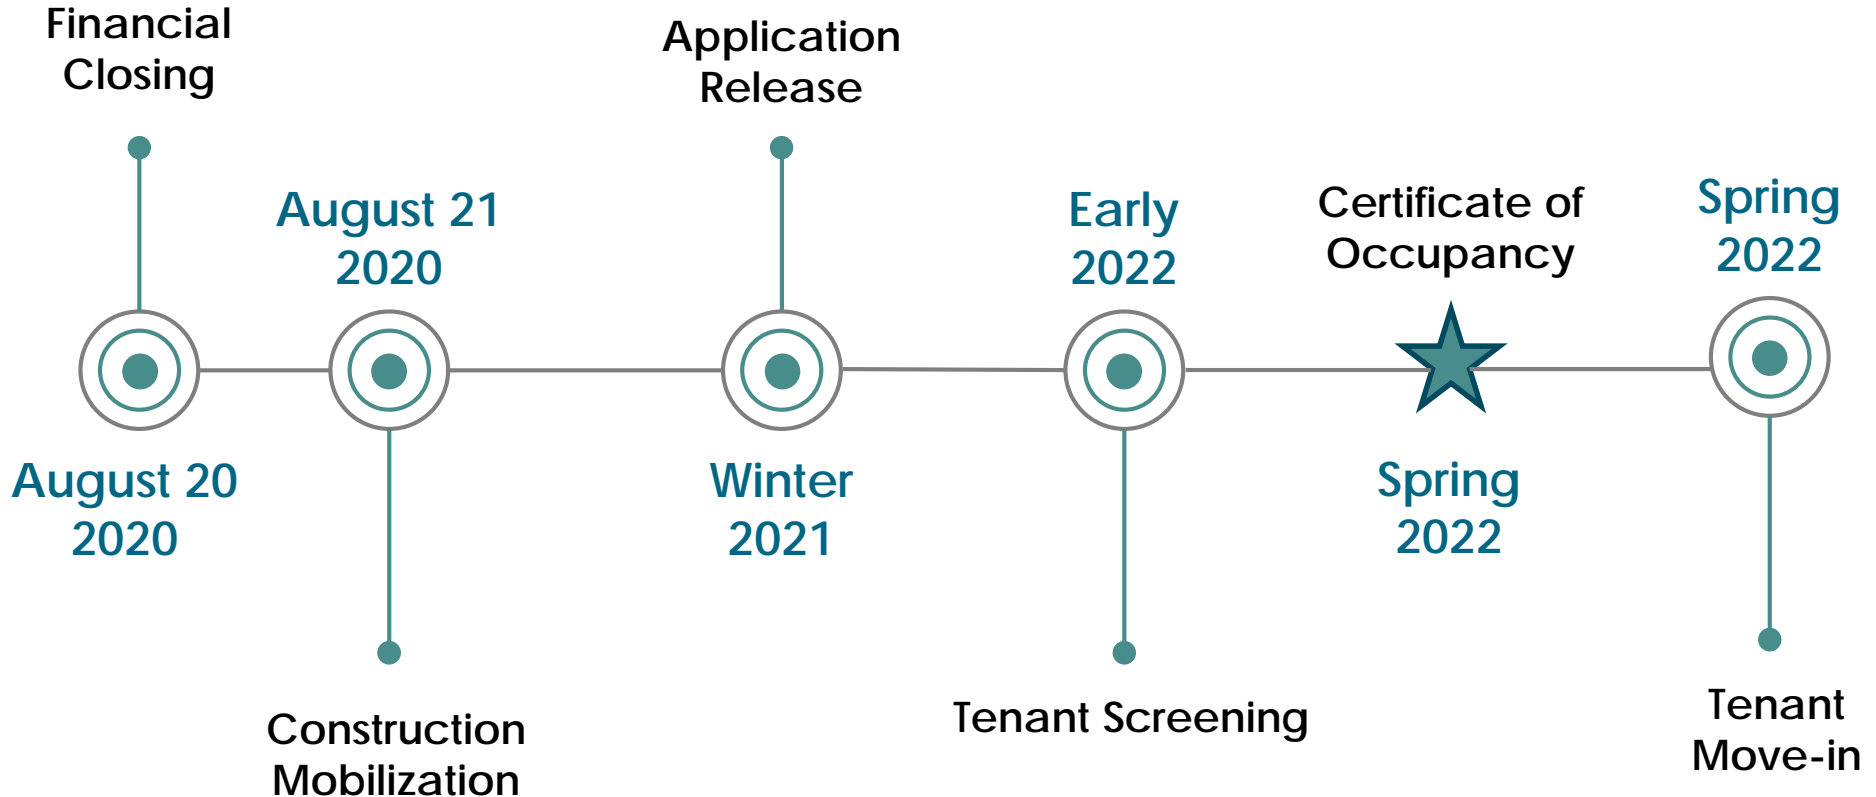 Financial
Closing
August 20
2020
August 21
2020
Construction
Mobilization
Application
Release
Winter
2021
Early
2022
Tenant Screening
Certificate of
Occupancy
Spring
2022
Spring
2022
Tenant
Move-in